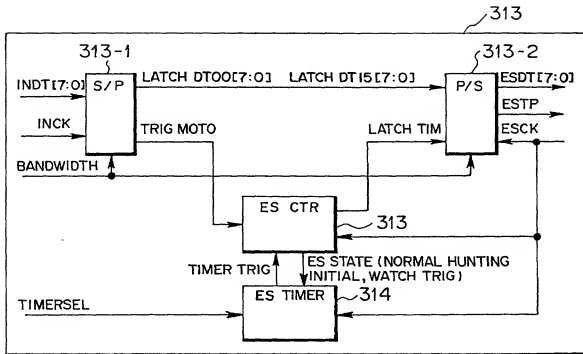 313
313-1
313-2
INDT[7:0]
S/P
LATCH DT00[7:0]
LATCH DT15[7:0]
P/S
ESDT[7:0]
ESTP
INCK
TRIG MOTO
LATCH TIM
ESCK
BANDWIDTH
ES CTR
313
TIMER TRIG
ES STATE (NORMAL HUNTING
INITIAL, WATCH TRIG)
TIMERSEL
ES TIMER
314